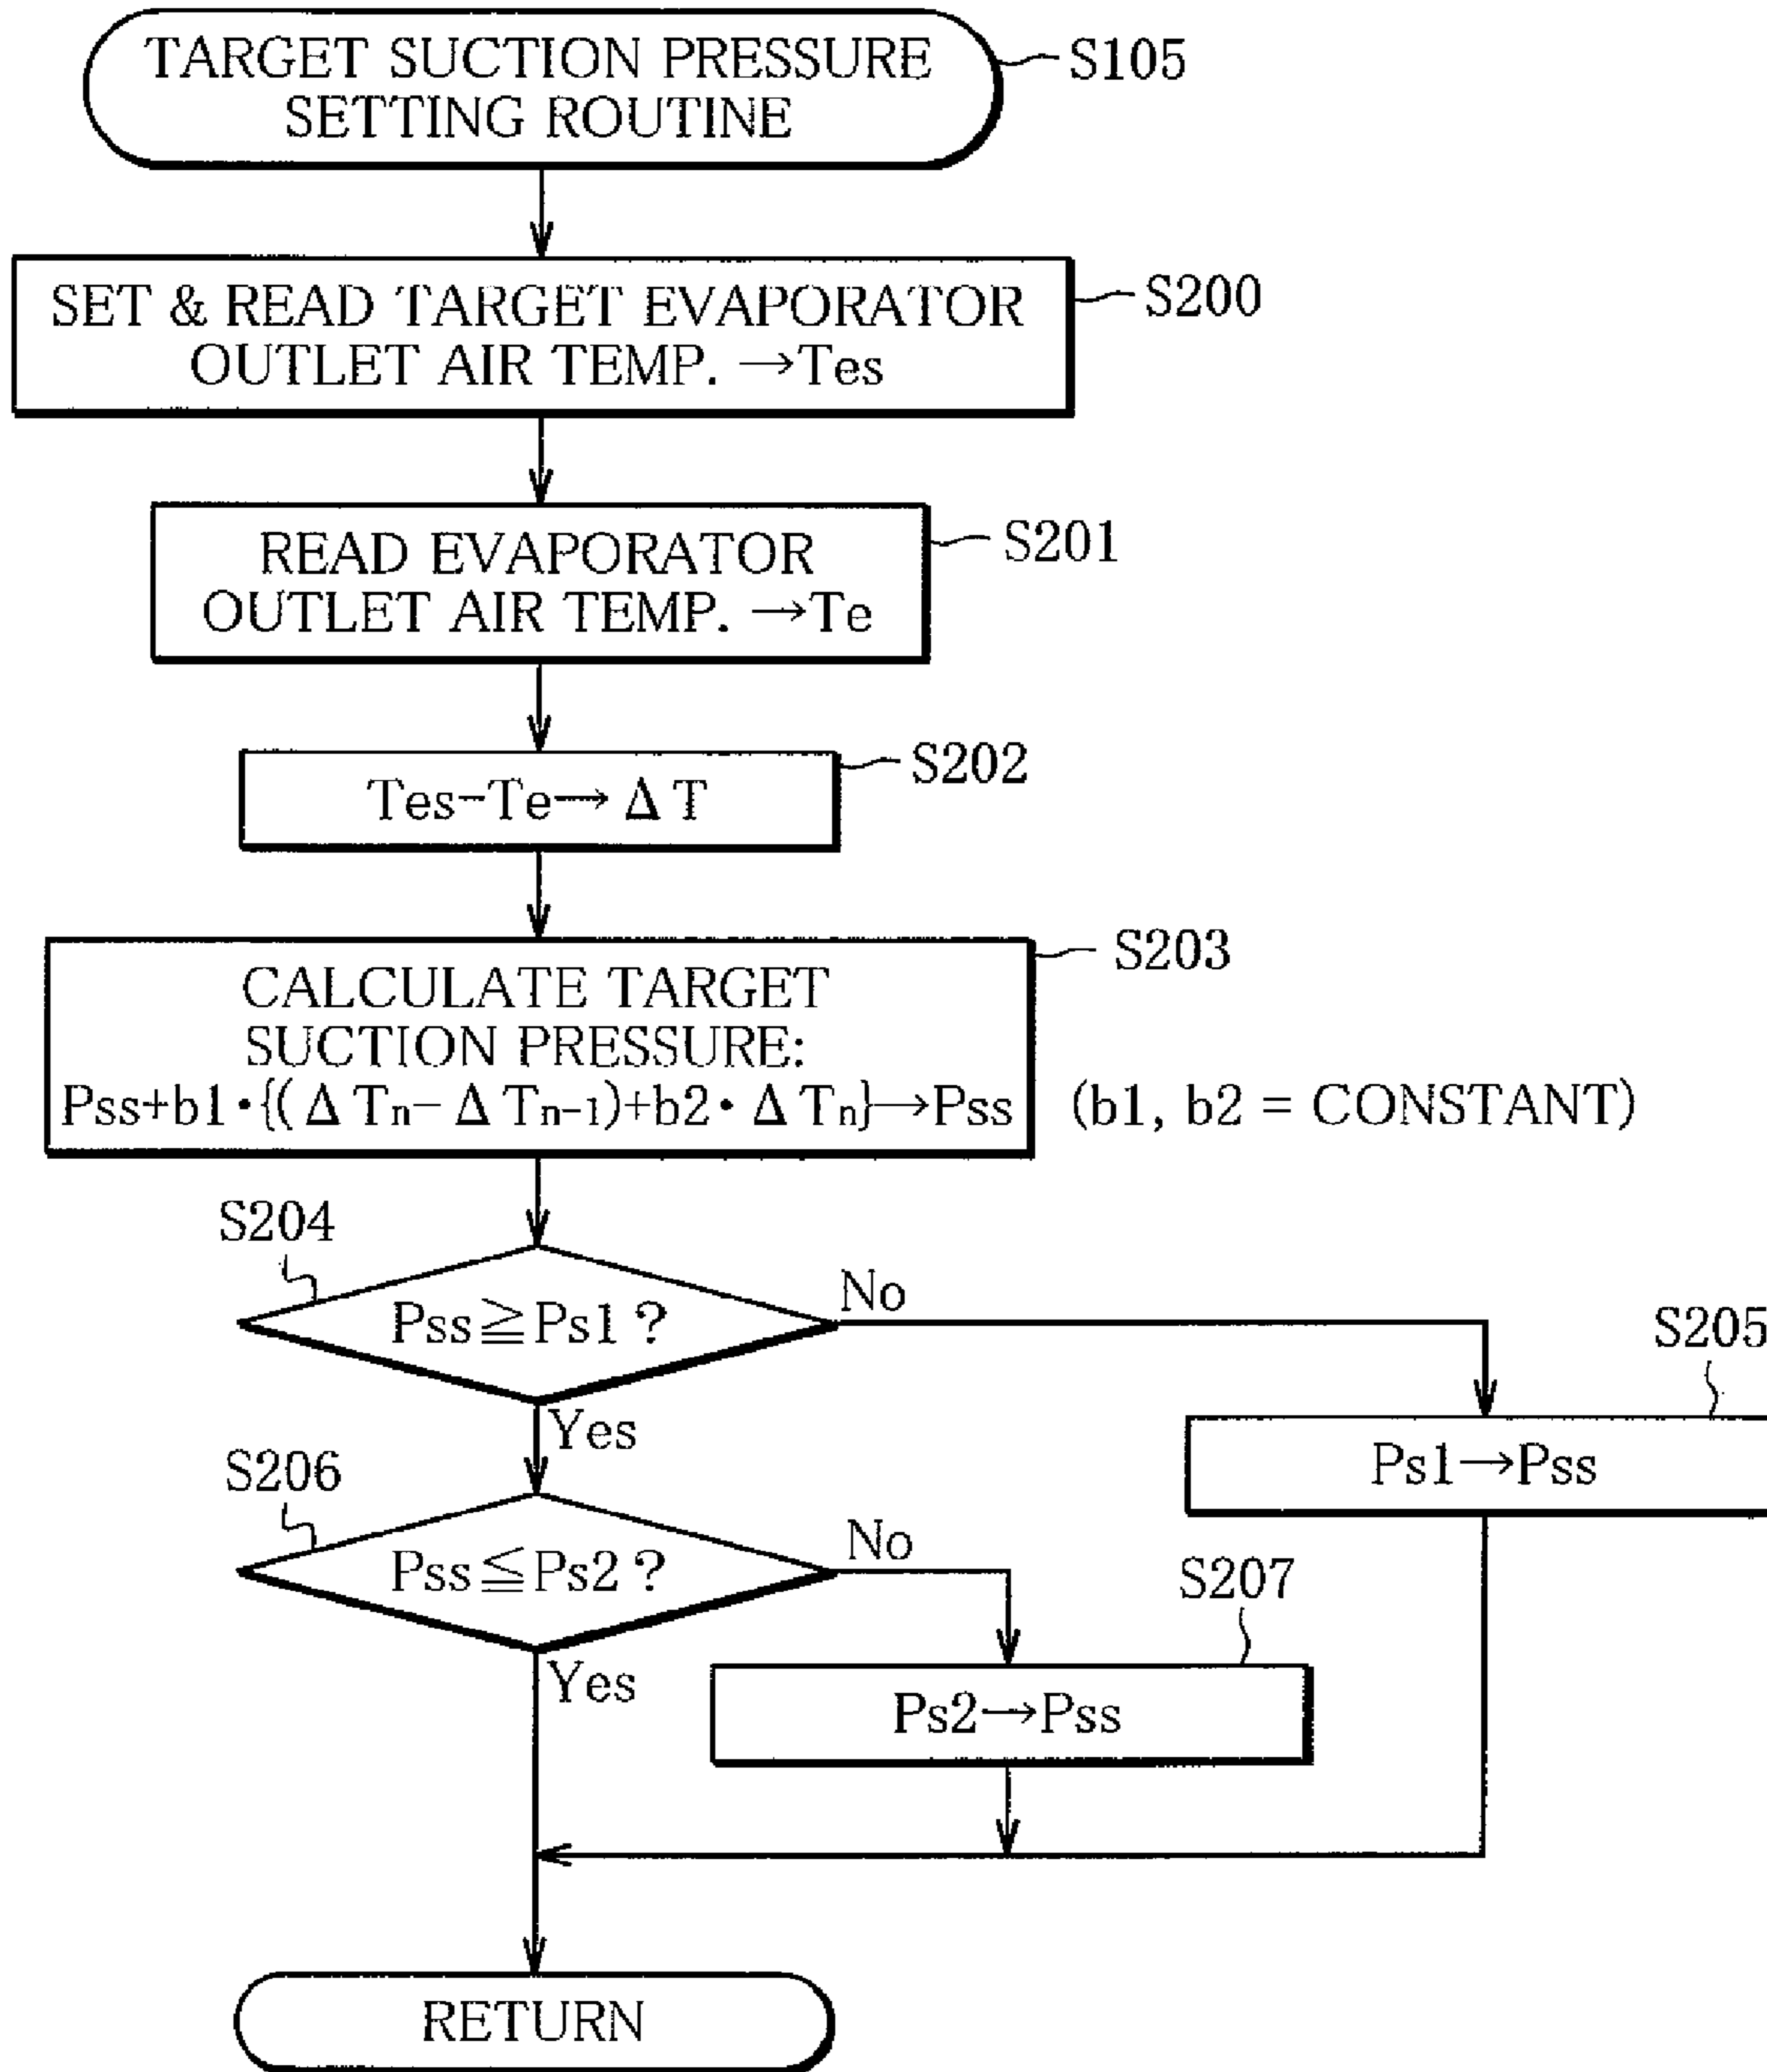 TARGET SUCTION PRESSURE
SETTING ROUTINE
S105
SET & READ TARGET EVAPORATOR
OUTLET AIR TEMP. →Tes
S200
READ EVAPORATOR
OUTLET AIR TEMP. →Te
S201
Tes-Te→ΔT
S202
CALCULATE TARGET
SUCTION PRESSURE:
Pss+b1·{(ΔTn-ΔTn-1)+b2·ΔTn}→Pss
S203
(b1, b2 = CONSTANT)
S204
Pss≧Ps1?
No
Yes
S205
Ps1→Pss
S206
Pss≦Ps2?
No
Yes
S207
Ps2→Pss
RETURN